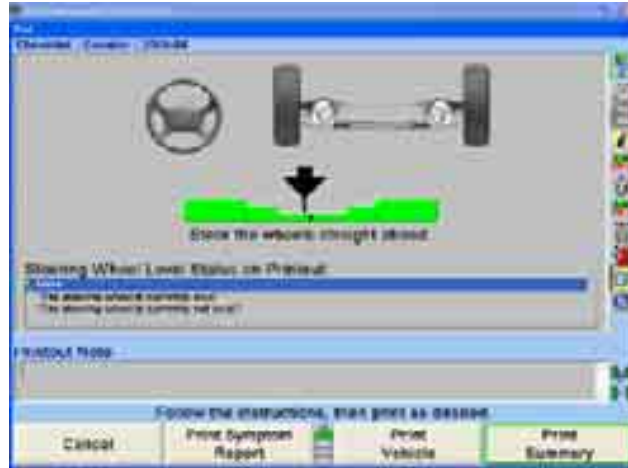 Print
Chevrolet : Cavalier :
Steer the wheels straight ahead.
Steering Wheel Level Status on Printout
The steering wheel is currently level
The steering wheel is currently not level
Printout Note
Follow the instructions, then print as desired.
Cancel
Print Symptom
Report
Print
Vehicle
Print
Summary